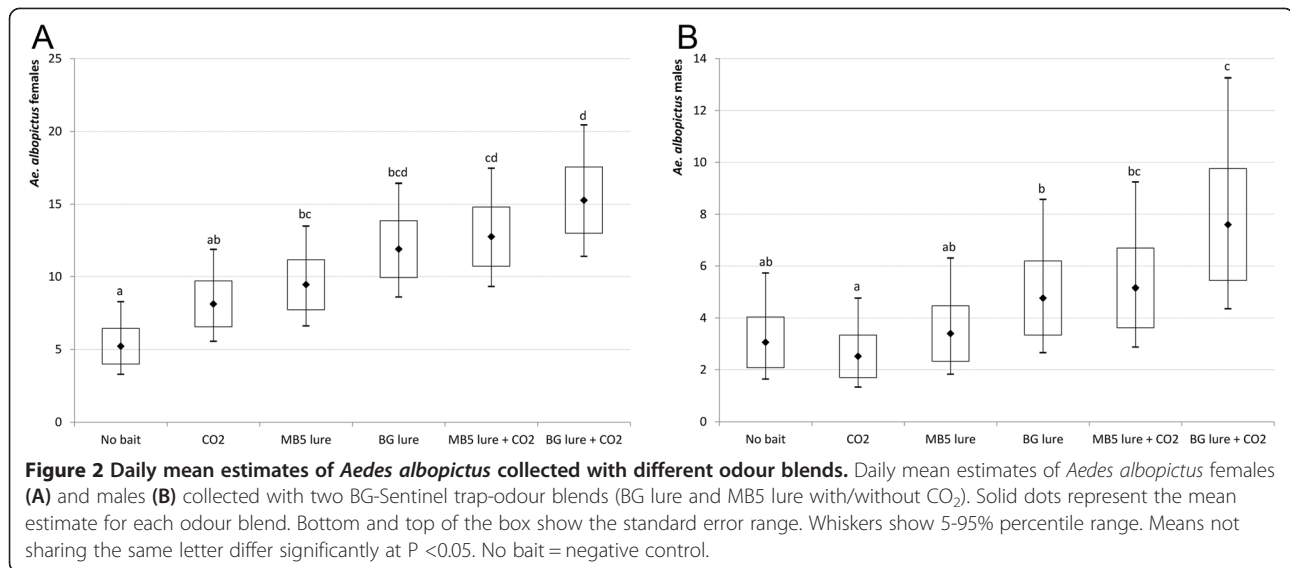 A
B
25
20
15
10
5
0
Ae. albopictus females
a
ab
bc
bcd
cd
d
No bait
CO2
MB5 lure
BG lure
MB5 lure + CO2
BG lure + CO2
14
12
10
8
6
4
2
0
Ae. albopictus males
ab
a
ab
b
bc
c
No bait
CO2
MB5 lure
BG lure
MB5 lure + CO2
BG lure + CO2
Figure 2 Daily mean estimates of Aedes albopictus collected with different odour blends. Daily mean estimates of Aedes albopictus females
(A) and males (B) collected with two BG-Sentinel trap-odour blends (BG lure and MB5 lure with/without CO₂). Solid dots represent the mean
estimate for each odour blend. Bottom and top of the box show the standard error range. Whiskers show 5-95% percentile range. Means not
sharing the same letter differ significantly at P <0.05. No bait = negative control.